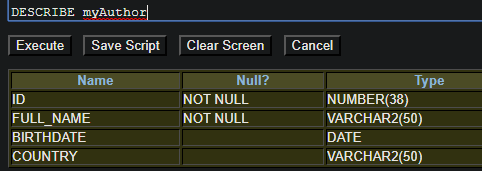 DESCRIBE myAuthor
Execute Save Script Clear Screen Cancel
Name Null? Type
ID NOT NULL NUMBER(38)
FULL_NAME NOT NULL VARCHAR2(50)
BIRTHDATE DATE
COUNTRY VARCHAR2(50)